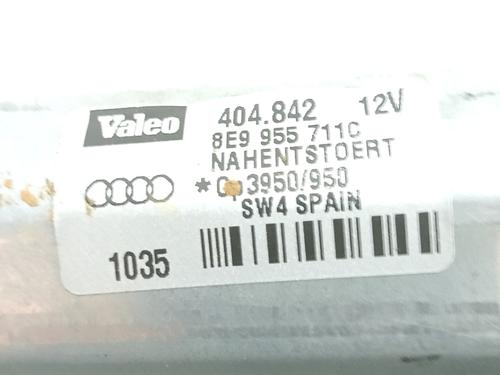 Valeo 404.842 12V
8E9 955 711C
NAHENTSTOERT
3950/950
SW4 SPAIN
1035